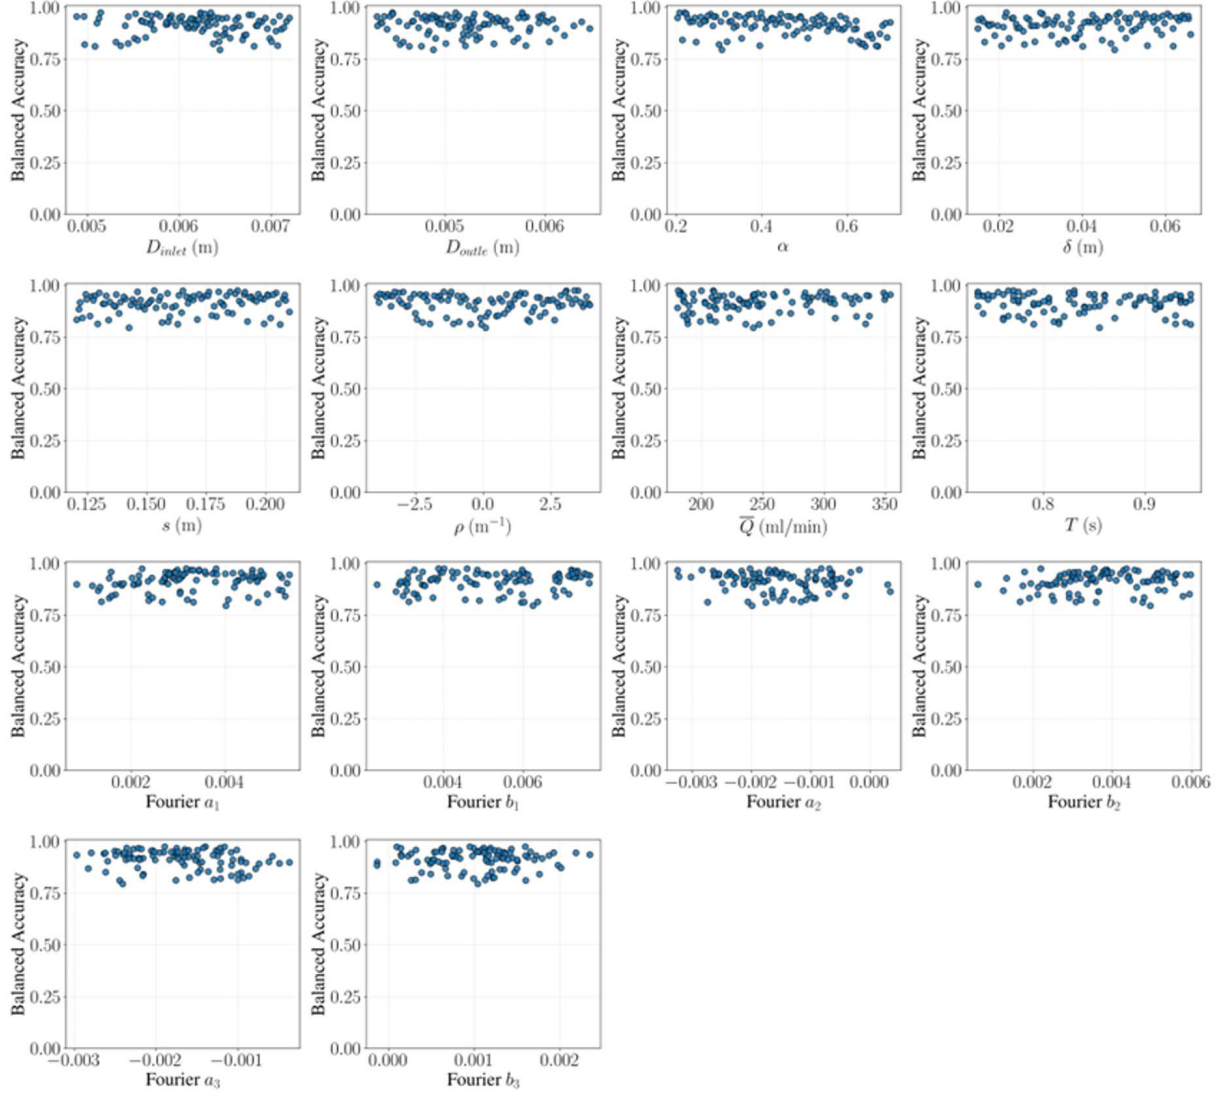 1.00 1.00 1.00 1.00
0.75 0.75 0.75 0.75
0.50 0.50 0.50 0.50
0.25 0.25 0.25 0.25
0.00 0.00 0.00 0.00
Balanced Accuracy Balanced Accuracy Balanced Accuracy Balanced Accuracy
0.005 0.006 0.007 0.005 0.006 0.2 0.4 0.6 0.02 0.04 0.06
D_inlet (m) D_outle (m) α δ (m)
1.00 1.00 1.00 1.00
0.75 0.75 0.75 0.75
0.50 0.50 0.50 0.50
0.25 0.25 0.25 0.25
0.00 0.00 0.00 0.00
Balanced Accuracy Balanced Accuracy Balanced Accuracy Balanced Accuracy
0.125 0.150 0.175 0.200 −2.5 0.0 2.5 200 250 300 350 0.8 0.9
s (m) ρ (m⁻¹) Q̅ (ml/min) T (s)
1.00 1.00 1.00 1.00
0.75 0.75 0.75 0.75
0.50 0.50 0.50 0.50
0.25 0.25 0.25 0.25
0.00 0.00 0.00 0.00
Balanced Accuracy Balanced Accuracy Balanced Accuracy Balanced Accuracy
0.002 0.004 0.004 0.006 −0.003 −0.002 −0.001 0.000 0.002 0.004 0.006
Fourier a₁ Fourier b₁ Fourier a₂ Fourier b₂
1.00 1.00
0.75 0.75
0.50 0.50
0.25 0.25
0.00 0.00
Balanced Accuracy Balanced Accuracy
−0.003 −0.002 −0.001 0.000 0.001 0.002
Fourier a₃ Fourier b₃